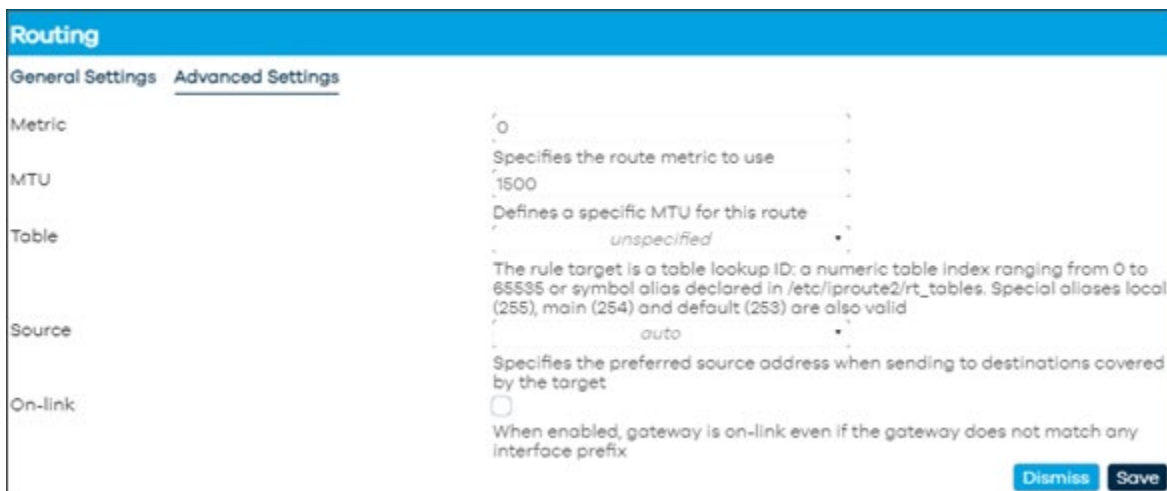 Routing
General Settings Advanced Settings
Metric
0
Specifies the route metric to use
MTU
1500
Defines a specific MTU for this route
Table
unspecified
The rule target is a table lookup ID: a numeric table index ranging from 0 to
65535 or symbol alias declared in /etc/iproute2/rt_tables. Special aliases local
(255), main (254) and default (253) are also valid
Source
auto
Specifies the preferred source address when sending to destinations covered
by the target
On-link
When enabled, gateway is on-link even if the gateway does not match any
interface prefix
Dismiss Save